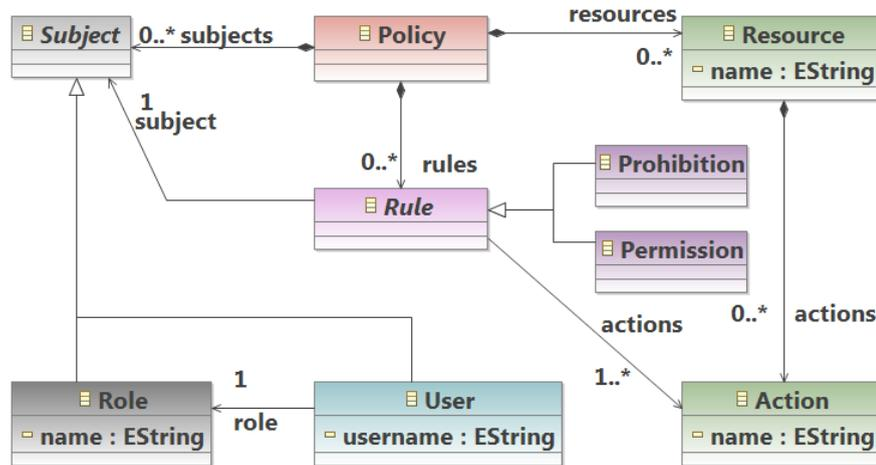 Subject
0..* subjects
Policy
resources
0..*
Resource
name : EString
1
subject
0..* rules
Rule
Prohibition
Permission
actions
1..*
0..* actions
Role
name : EString
1
role
User
username : EString
Action
name : EString